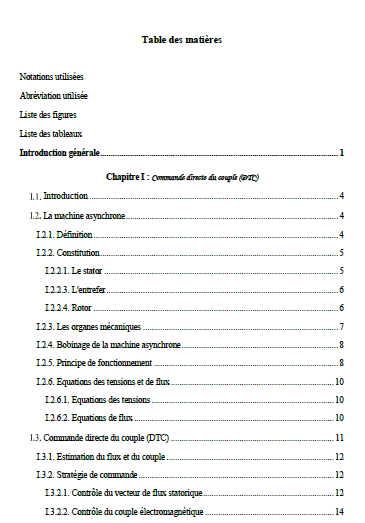 Table des matières
Notations utilisées
Abréviation utilisée
Liste des figures
Liste des tableaux
Introduction générale 1
Chapitre I : Commande directe du couple (DTC)
I.1. Introduction 4
I.2. La machine asynchrone 4
I.2.1. Définition 4
I.2.2. Constitution 5
I.2.2.1. Le stator 5
I.2.2.3. L'entrefer 6
I.2.2.4. Rotor 6
I.2.3. Les organes mécaniques 7
I.2.4. Bobinage de la machine asynchrone 8
I.2.5. Principe de fonctionnement 8
I.2.6. Equations des tensions et de flux 10
I.2.6.1. Equations des tensions 10
I.2.6.2. Equations de flux 10
I.3. Commande directe du couple (DTC) 11
I.3.1. Estimation du flux et du couple 12
I.3.2. Stratégie de commande 12
I.3.2.1. Contrôle du vecteur de flux statorique 12
I.3.2.2. Contrôle du couple électromagnétique 14